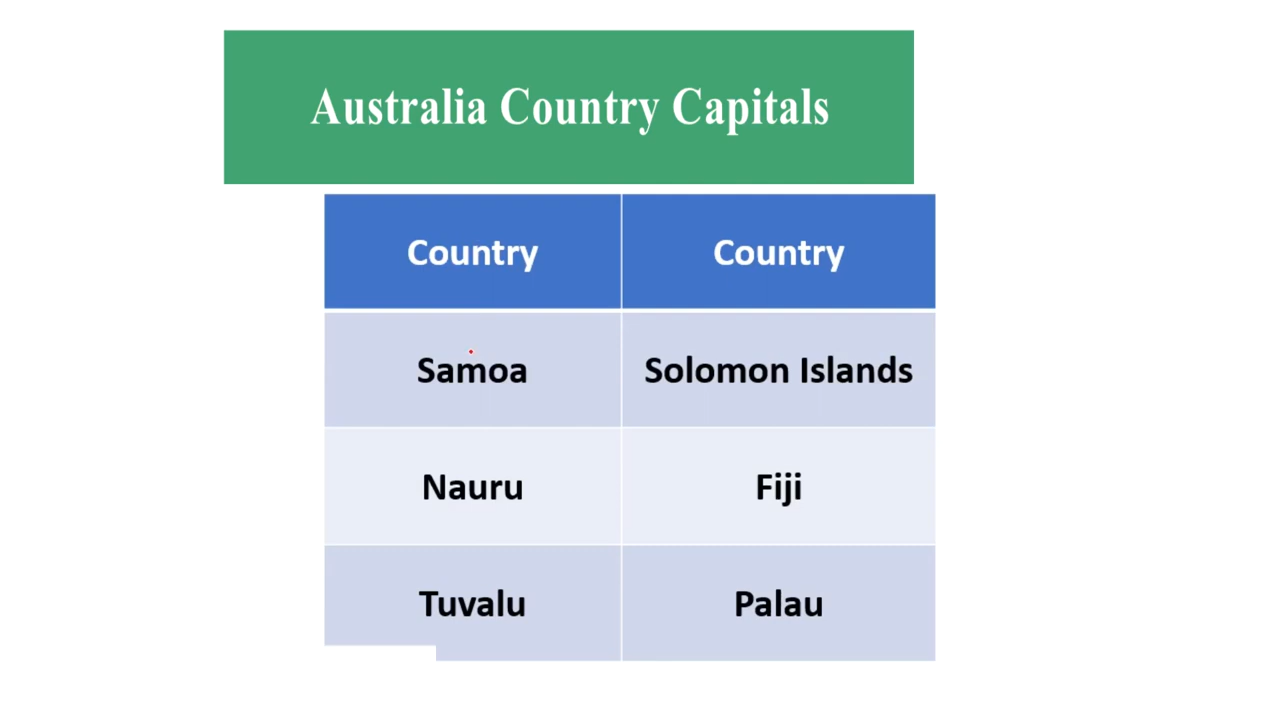 Australia Country Capitals
Country Country
Samoa Solomon Islands
Nauru Fiji
Tuvalu Palau